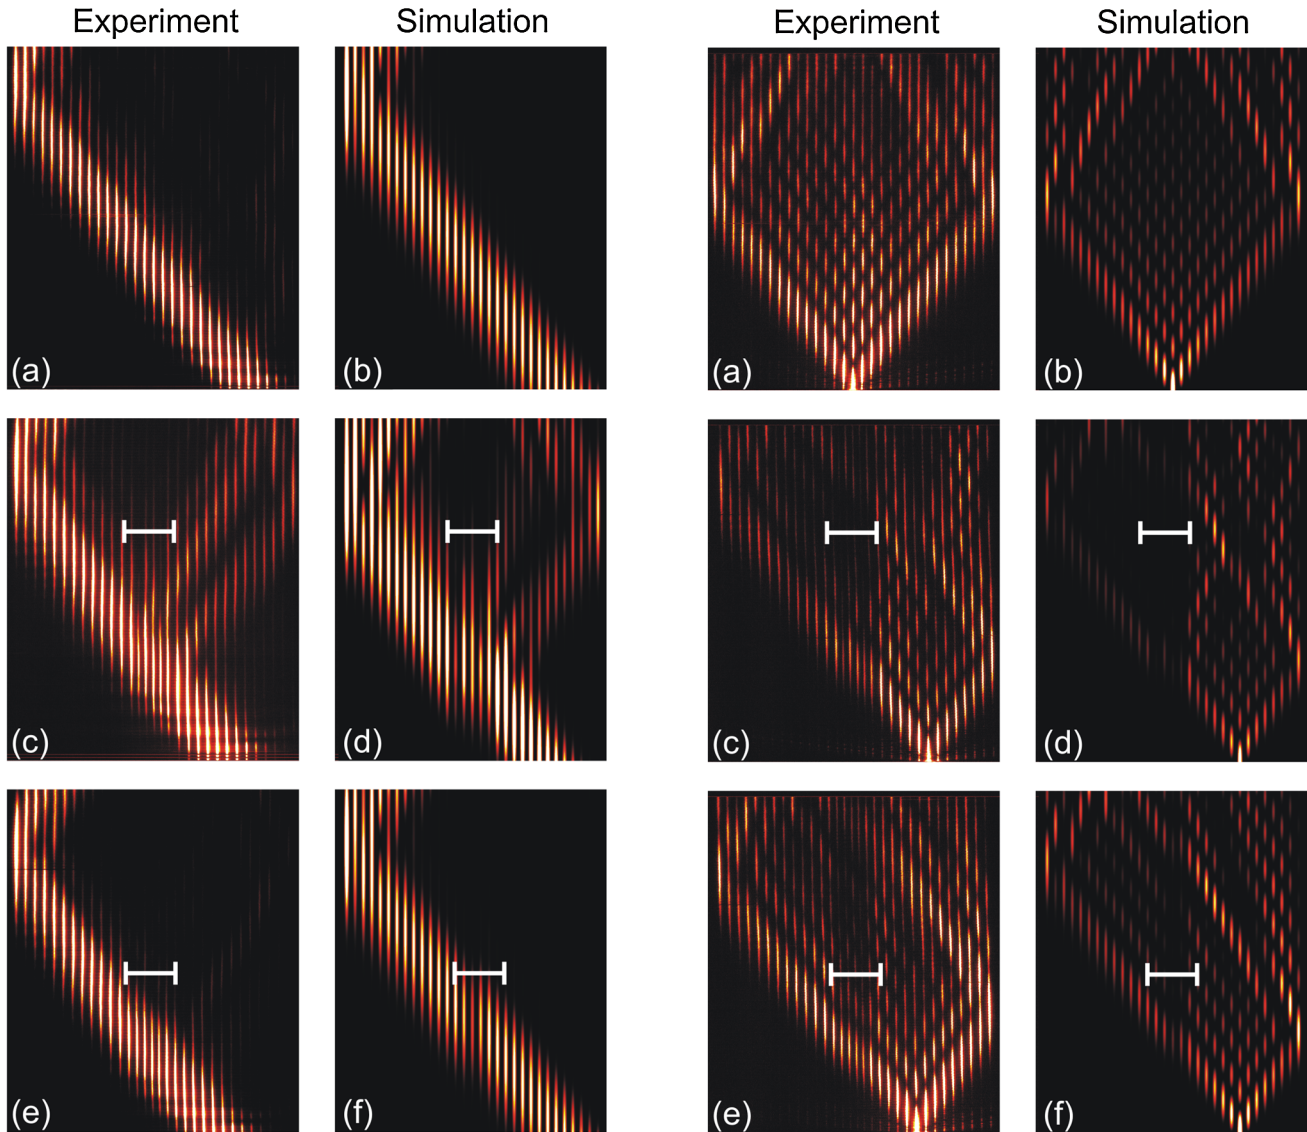 Experiment Simulation Experiment Simulation
(a) (b) (a) (b)
(c) (d) (c) (d)
(e) (f) (e) (f)